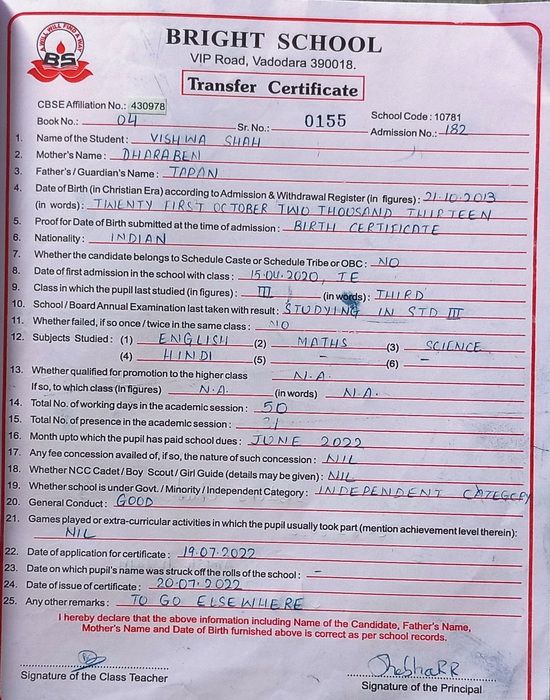 A WILL WILL FIND A WAY
BS
BRIGHT SCHOOL
VIP Road, Vadodara 390018.
Transfer Certificate
CBSE Affiliation No.: 430978
School Code : 10781
Book No.: 04 Sr. No.: 0155 Admission No.: 182
1. Name of the Student : VISHWA SHAH
2. Mother's Name : DHARABEN
3. Father's / Guardian's Name : TAPAN
4. Date of Birth (in Christian Era) according to Admission & Withdrawal Register (in figures) : 21-10-2013
(in words) : TWENTY FIRST OCTOBER TWO THOUSAND THIRTEEN
5. Proof for Date of Birth submitted at the time of admission : BIRTH CERTIFICATE
6. Nationality : INDIAN
7. Whether the candidate belongs to Schedule Caste or Schedule Tribe or OBC : NO
8. Date of first admission in the school with class : 15-04-2020,
9. Class in which the pupil last studied (in figures) : III (in words) : THIRD
10. School / Board Annual Examination last taken with result : STUDYING IN STD III
11. Whether failed, if so once / twice in the same class : NO
12. Subjects Studied : (1) ENGLISH (2) MATHS (3) SCIENCE
(4) HINDI (5) - (6) -
13. Whether qualified for promotion to the higher class N.A.
If so, to which class (in figures) N.A. (in words) N.A.
14. Total No. of working days in the academic session : 50
15. Total No. of presence in the academic session :
16. Month upto which the pupil has paid school dues : JUNE 2022
17. Any fee concession availed of, if so, the nature of such concession : NIL
18. Whether NCC Cadet / Boy Scout / Girl Guide (details may be given) : NIL
19. Whether school is under Govt. / Minority / Independent Category : INDEPENDENT CATEGORY
20. General Conduct : GOOD
21. Games played or extra-curricular activities in which the pupil usually took part (mention achievement level therein) :
NIL
22. Date of application for certificate : 19-07-2022
23. Date on which pupil's name was struck off the rolls of the school : -
24. Date of issue of certificate : 20-07-2022
25. Any other remarks : TO GO ELSEWHERE
I hereby declare that the above information including Name of the Candidate, Father's Name,
Mother's Name and Date of Birth furnished above is correct as per school records.
Signature of the Class Teacher
Signature of the Principal